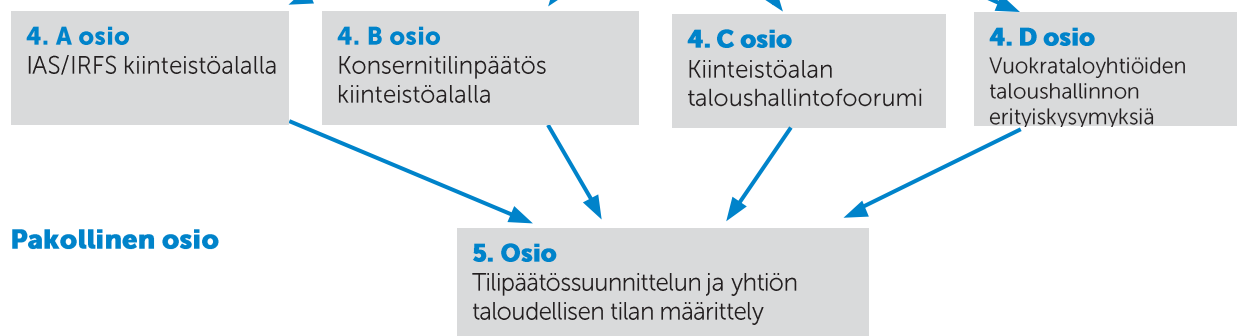 4. A osio
IAS/IRFS kiinteistöalalla
4. B osio
Konsernitilinpäätös
kiinteistöalalla
4. C osio
Kiinteistöalan
taloushallintofoorumi
4. D osio
Vuokrataloyhtiöiden
taloushallinnon
erityiskysymyksiä
Pakollinen osio
5. Osio
Tilipäätössuunnittelun ja yhtiön
taloudellisen tilan määrittely